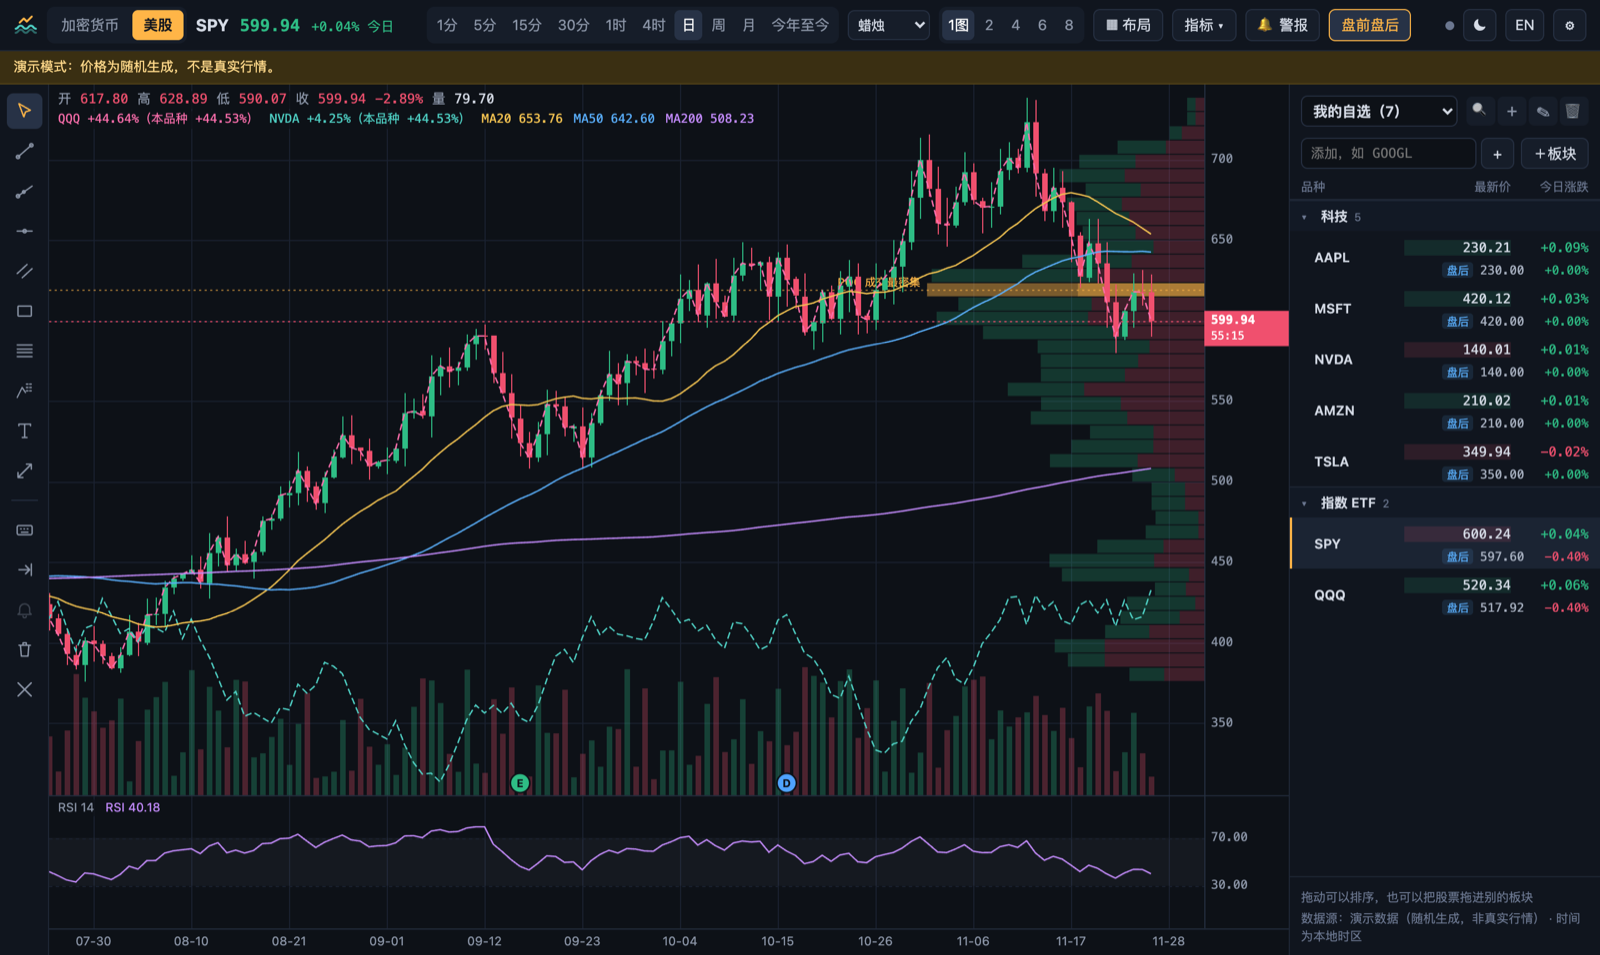 加密货币 美股 SPY 599.94 +0.04% 今日 1分 5分 15分 30分 1时 4时 日 周 月 今年至今 蜡烛 1图 2 4 6 8 布局 指标 警报 盘前盘后 EN
演示模式：价格为随机生成，不是真实行情。
开 617.80 高 628.89 低 590.07 收 599.94 −2.89% 量 79.70
QQQ +44.64% (本品种 +44.53%) NVDA +4.25% (本品种 +44.53%) MA20 653.76 MA50 642.60 MA200 508.23
700
650
成交最密集
599.94
55:15
550
500
450
400
350
E D
RSI 14 RSI 40.18
70.00
30.00
07-30 08-10 08-21 09-01 09-12 09-23 10-04 10-15 10-26 11-06 11-17 11-28
我的自选 (7)
添加，如 GOOGL + +板块
品种 最新价 今日涨跌
科技 5
AAPL 230.21 +0.09%
盘后 230.00 +0.00%
MSFT 420.12 +0.03%
盘后 420.00 +0.00%
NVDA 140.01 +0.01%
盘后 140.00 +0.00%
AMZN 210.02 +0.01%
盘后 210.00 +0.00%
TSLA 349.94 −0.02%
盘后 350.00 +0.00%
指数 ETF 2
SPY 600.24 +0.04%
盘后 597.60 −0.40%
QQQ 520.34 +0.06%
盘后 517.92 −0.40%
拖动可以排序，也可以把股票拖进别的板块
数据源：演示数据（随机生成，非真实行情）· 时间
为本地时区